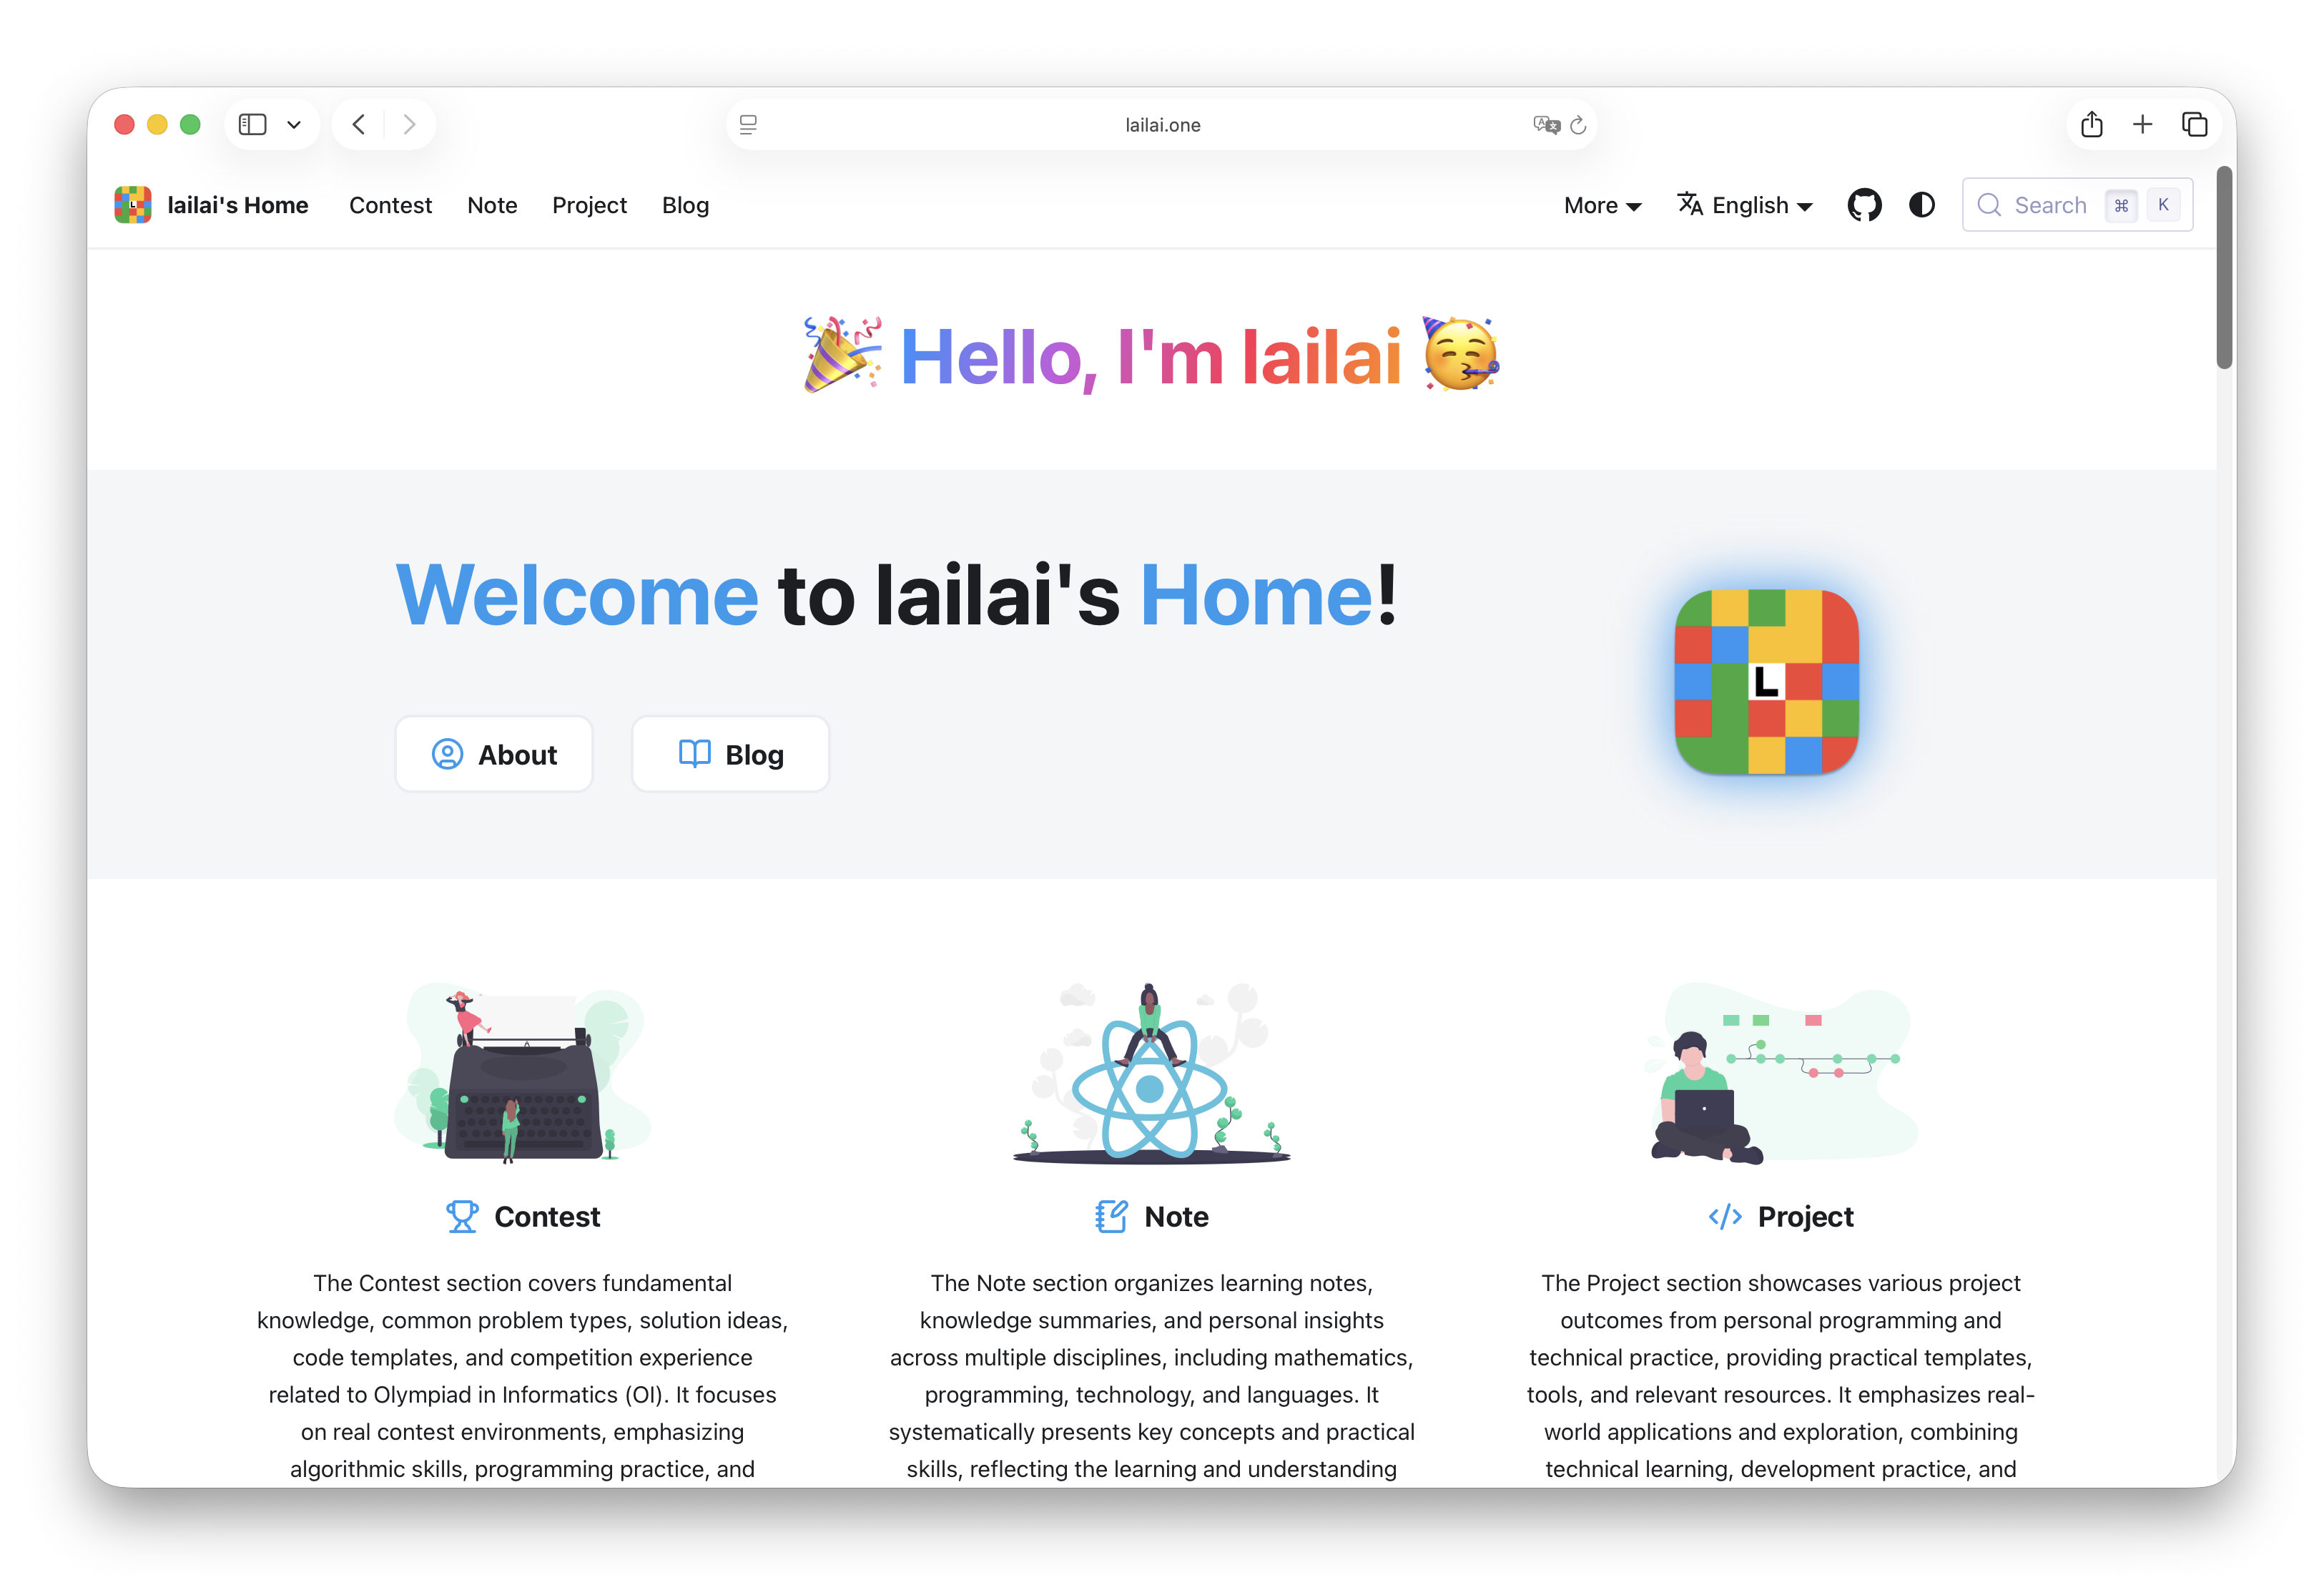 lailai.one
lailai's Home Contest Note Project Blog More English Search ⌘ K
🎉 Hello, I'm lailai 🥳
Welcome to lailai's Home!
L
About Blog
Contest
The Contest section covers fundamental
knowledge, common problem types, solution ideas,
code templates, and competition experience
related to Olympiad in Informatics (OI). It focuses
on real contest environments, emphasizing
algorithmic skills, programming practice, and
Note
The Note section organizes learning notes,
knowledge summaries, and personal insights
across multiple disciplines, including mathematics,
programming, technology, and languages. It
systematically presents key concepts and practical
skills, reflecting the learning and understanding
Project
The Project section showcases various project
outcomes from personal programming and
technical practice, providing practical templates,
tools, and relevant resources. It emphasizes real-
world applications and exploration, combining
technical learning, development practice, and